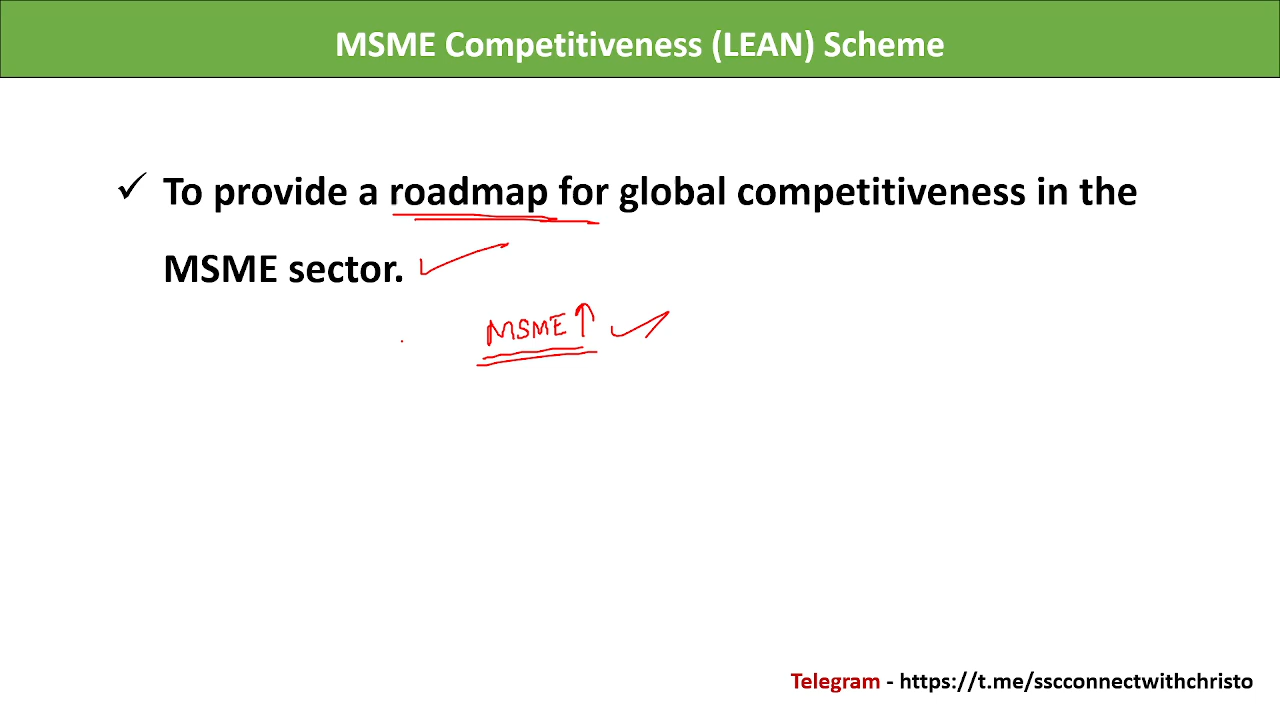 MSME Competitiveness (LEAN) Scheme
✓ To provide a roadmap for global competitiveness in the
MSME sector.
MSME ↑
Telegram - https://t.me/sscconnectwithchristo